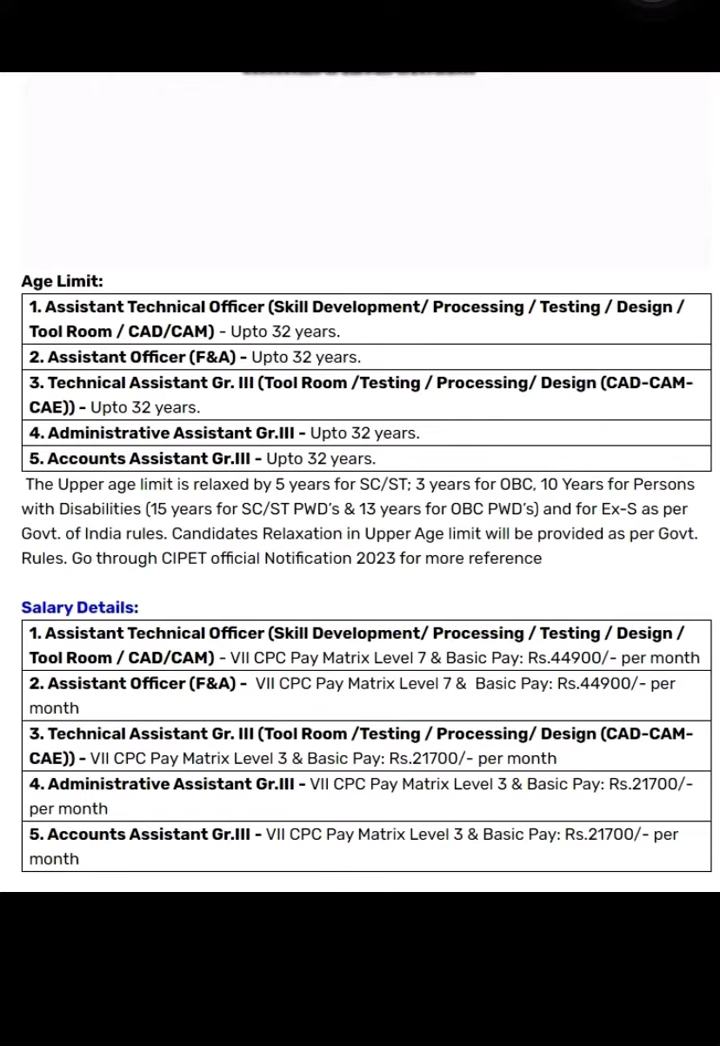 Age Limit:
1. Assistant Technical Officer (Skill Development/ Processing / Testing / Design /
Tool Room / CAD/CAM) - Upto 32 years.
2. Assistant Officer (F&A) - Upto 32 years.
3. Technical Assistant Gr. III (Tool Room /Testing / Processing/ Design (CAD-CAM-
CAE)) - Upto 32 years.
4. Administrative Assistant Gr.III - Upto 32 years.
5. Accounts Assistant Gr.III - Upto 32 years.
The Upper age limit is relaxed by 5 years for SC/ST; 3 years for OBC, 10 Years for Persons
with Disabilities (15 years for SC/ST PWD's & 13 years for OBC PWD's) and for Ex-S as per
Govt. of India rules. Candidates Relaxation in Upper Age limit will be provided as per Govt.
Rules. Go through CIPET official Notification 2023 for more reference
Salary Details:
1. Assistant Technical Officer (Skill Development/ Processing / Testing / Design /
Tool Room / CAD/CAM) - VII CPC Pay Matrix Level 7 & Basic Pay: Rs.44900/- per month
2. Assistant Officer (F&A) - VII CPC Pay Matrix Level 7 & Basic Pay: Rs.44900/- per
month
3. Technical Assistant Gr. III (Tool Room /Testing / Processing/ Design (CAD-CAM-
CAE)) - VII CPC Pay Matrix Level 3 & Basic Pay: Rs.21700/- per month
4. Administrative Assistant Gr.III - VII CPC Pay Matrix Level 3 & Basic Pay: Rs.21700/-
per month
5. Accounts Assistant Gr.III - VII CPC Pay Matrix Level 3 & Basic Pay: Rs.21700/- per
month